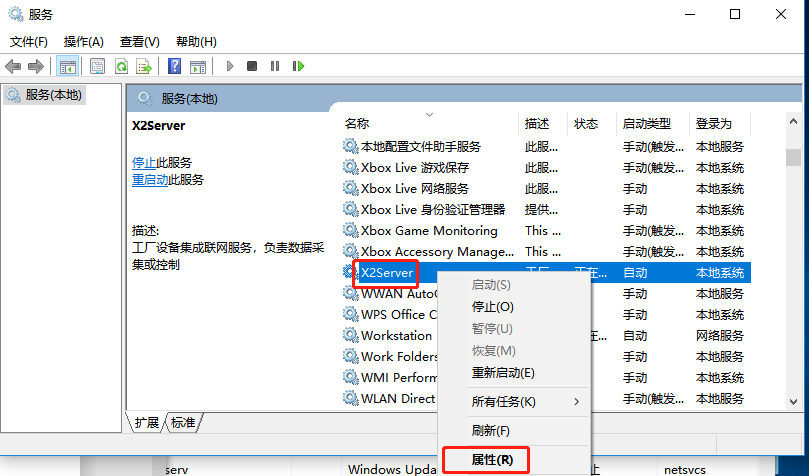 服务
文件(F) 操作(A) 查看(V) 帮助(H)
服务(本地)
服务(本地)
X2Server
停止此服务
重启动此服务
描述:
工厂设备集成联网服务，负责数据采
集或控制
名称 描述 状态 启动类型 登录为
本地配置文件助手服务 此服... 手动(触发... 本地服务
Xbox Live 游戏保存 此服... 手动(触发... 本地系统
Xbox Live 网络服务 此服... 手动 本地系统
Xbox Live 身份验证管理器 提供... 手动 本地系统
Xbox Game Monitoring This ... 手动(触发... 本地系统
Xbox Accessory Manage... This ... 手动(触发... 本地系统
X2Server 正在... 自动 本地系统
WWAN Auto 手动 本地系统
WPS Office C 手动 本地系统
Workstation 在... 自动 网络服务
Work Folders 手动 本地服务
WMI Perform 手动 本地系统
WLAN Direct 手动(触发... 本地服务
启动(S)
停止(O)
暂停(U)
恢复(M)
重新启动(E)
所有任务(K)
刷新(F)
属性(R)
扩展 标准
serv Windows Upda netsvcs